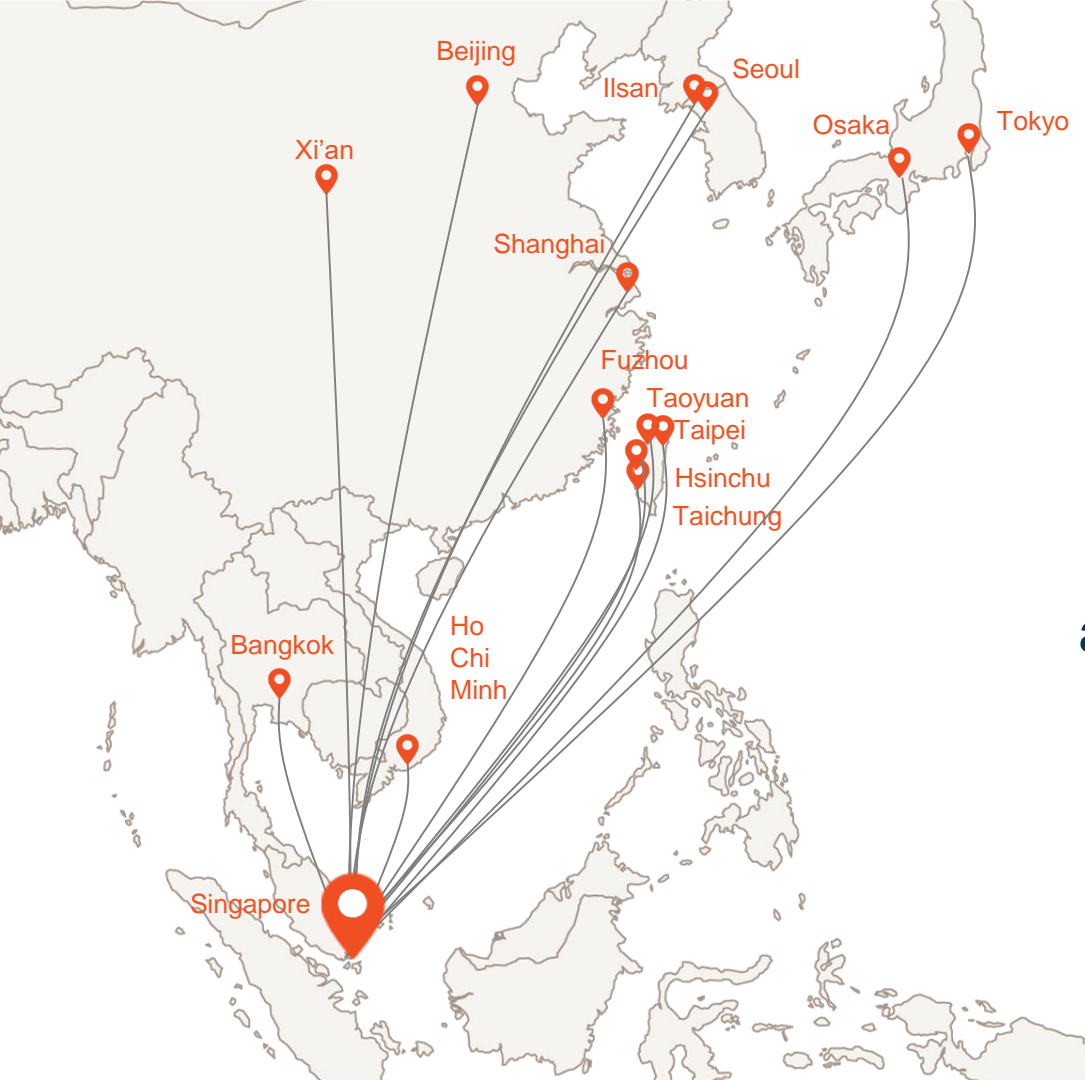 Beijing
Ilsan
Seoul
Osaka
Tokyo
Xi’an
Shanghai
Fuzhou
Taoyuan
Taipei
Hsinchu
Taichung
Ho
Chi
Minh
Bangkok
Singapore